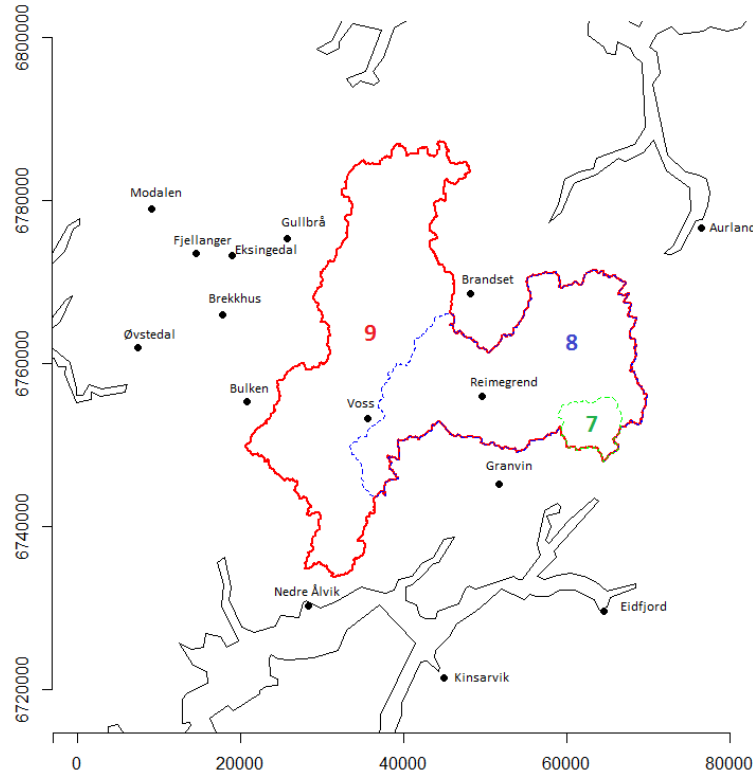 6800000
6780000
6760000
6740000
6720000
Modalen
Gullbrå
Fjellanger
Eksingedal
Aurland
Brandset
Brekkhus
9
8
Øvstedal
Bulken
Voss
Reimegrend
7
Granvin
Nedre Ålvik
Eidfjord
Kinsarvik
0
20000
40000
60000
80000